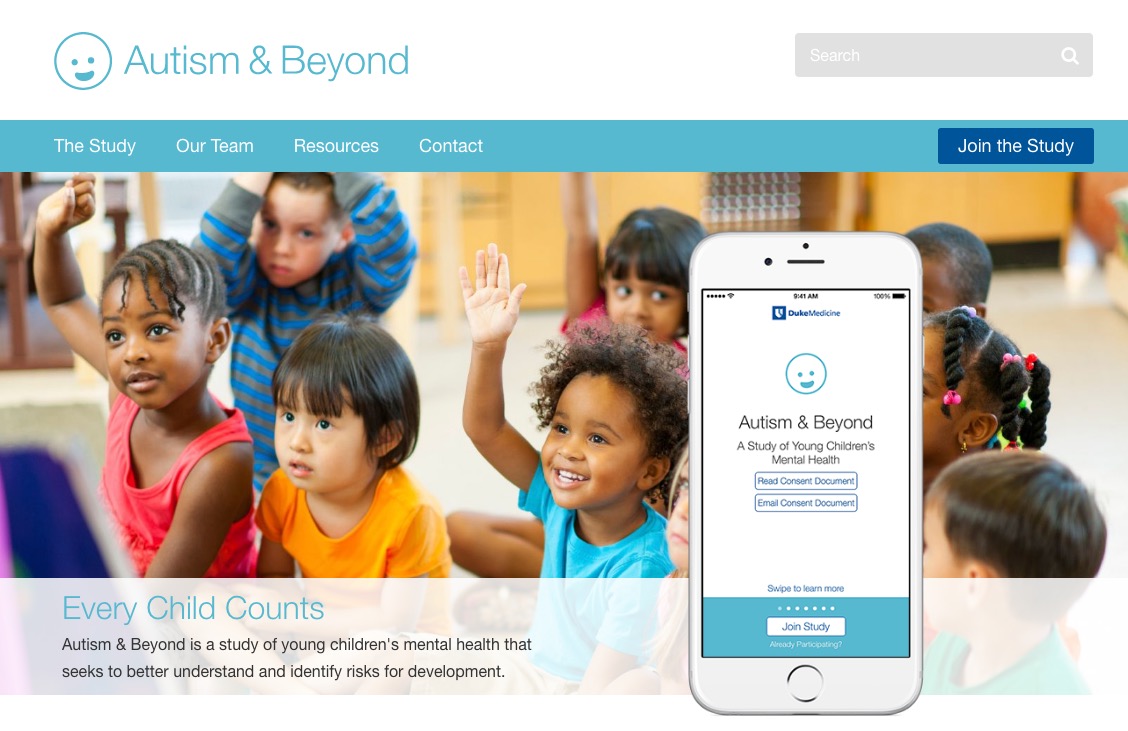 Autism & Beyond
Search
The Study
Our Team
Resources
Contact
Join the Study
9:41 AM
100%
DukeMedicine
Autism & Beyond
A Study of Young Children's
Mental Health
Read Consent Document
Email Consent Document
Swipe to learn more
Join Study
Already Participating?
Every Child Counts
Autism & Beyond is a study of young children's mental health that
seeks to better understand and identify risks for development.